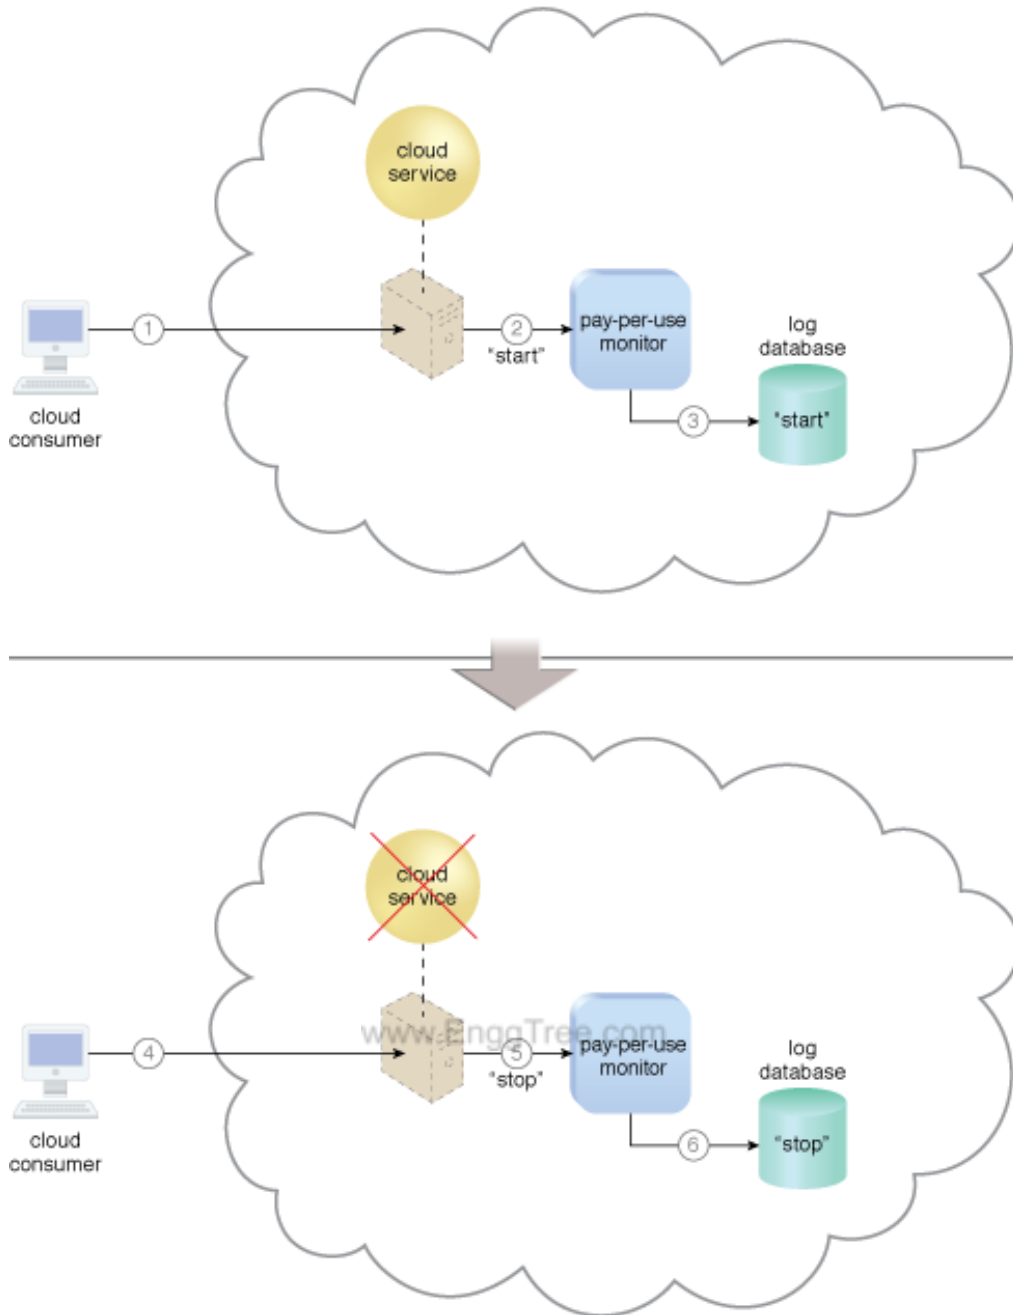 cloud
service
1
2
"start"
pay-per-use
monitor
log
database
3
"start"
cloud
consumer
cloud
service
www.EnggTree.com
4
5
"stop"
pay-per-use
monitor
log
database
6
"stop"
cloud
consumer